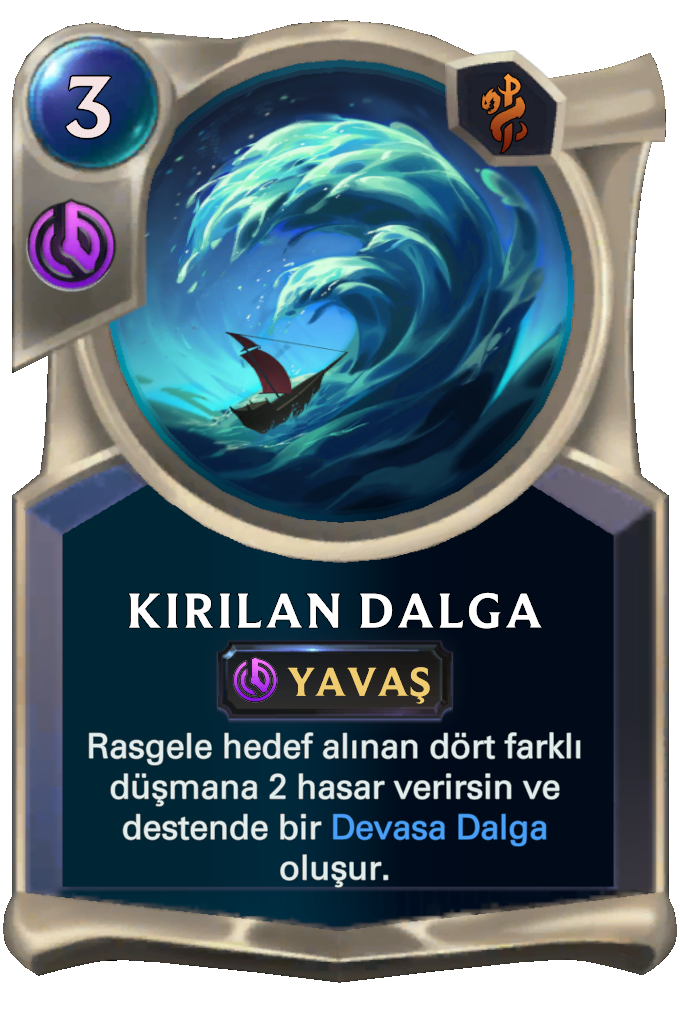 3
KIRILAN DALGA
YAVAŞ
Rasgele hedef alınan dört farklı
düşmana 2 hasar verirsin ve
destende bir Devasa Dalga
oluşur.